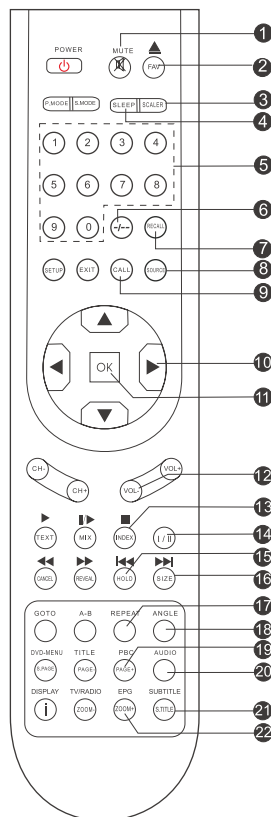 POWER MUTE
FAV
P.MODE S.MODE SLEEP SCALER
1 2 3 4
5 6 7 8
9 0 -/-- RECALL
SETUP EXIT CALL SOURCE
OK
CH- VOL+
CH+ VOL-
TEXT MIX INDEX I / II
CANCEL REVEAL HOLD SIZE
GOTO A-B REPEAT ANGLE
DVD-MENU TITLE PBC AUDIO
S.PAGE PAGE- PAGE+
DISPLAY TV/RADIO EPG SUBTITLE
i ZOOM- ZOOM+ S.TITLE
1
2
3
4
5
6
7
8
9
10
11
12
13
14
15
16
17
18
19
20
21
22